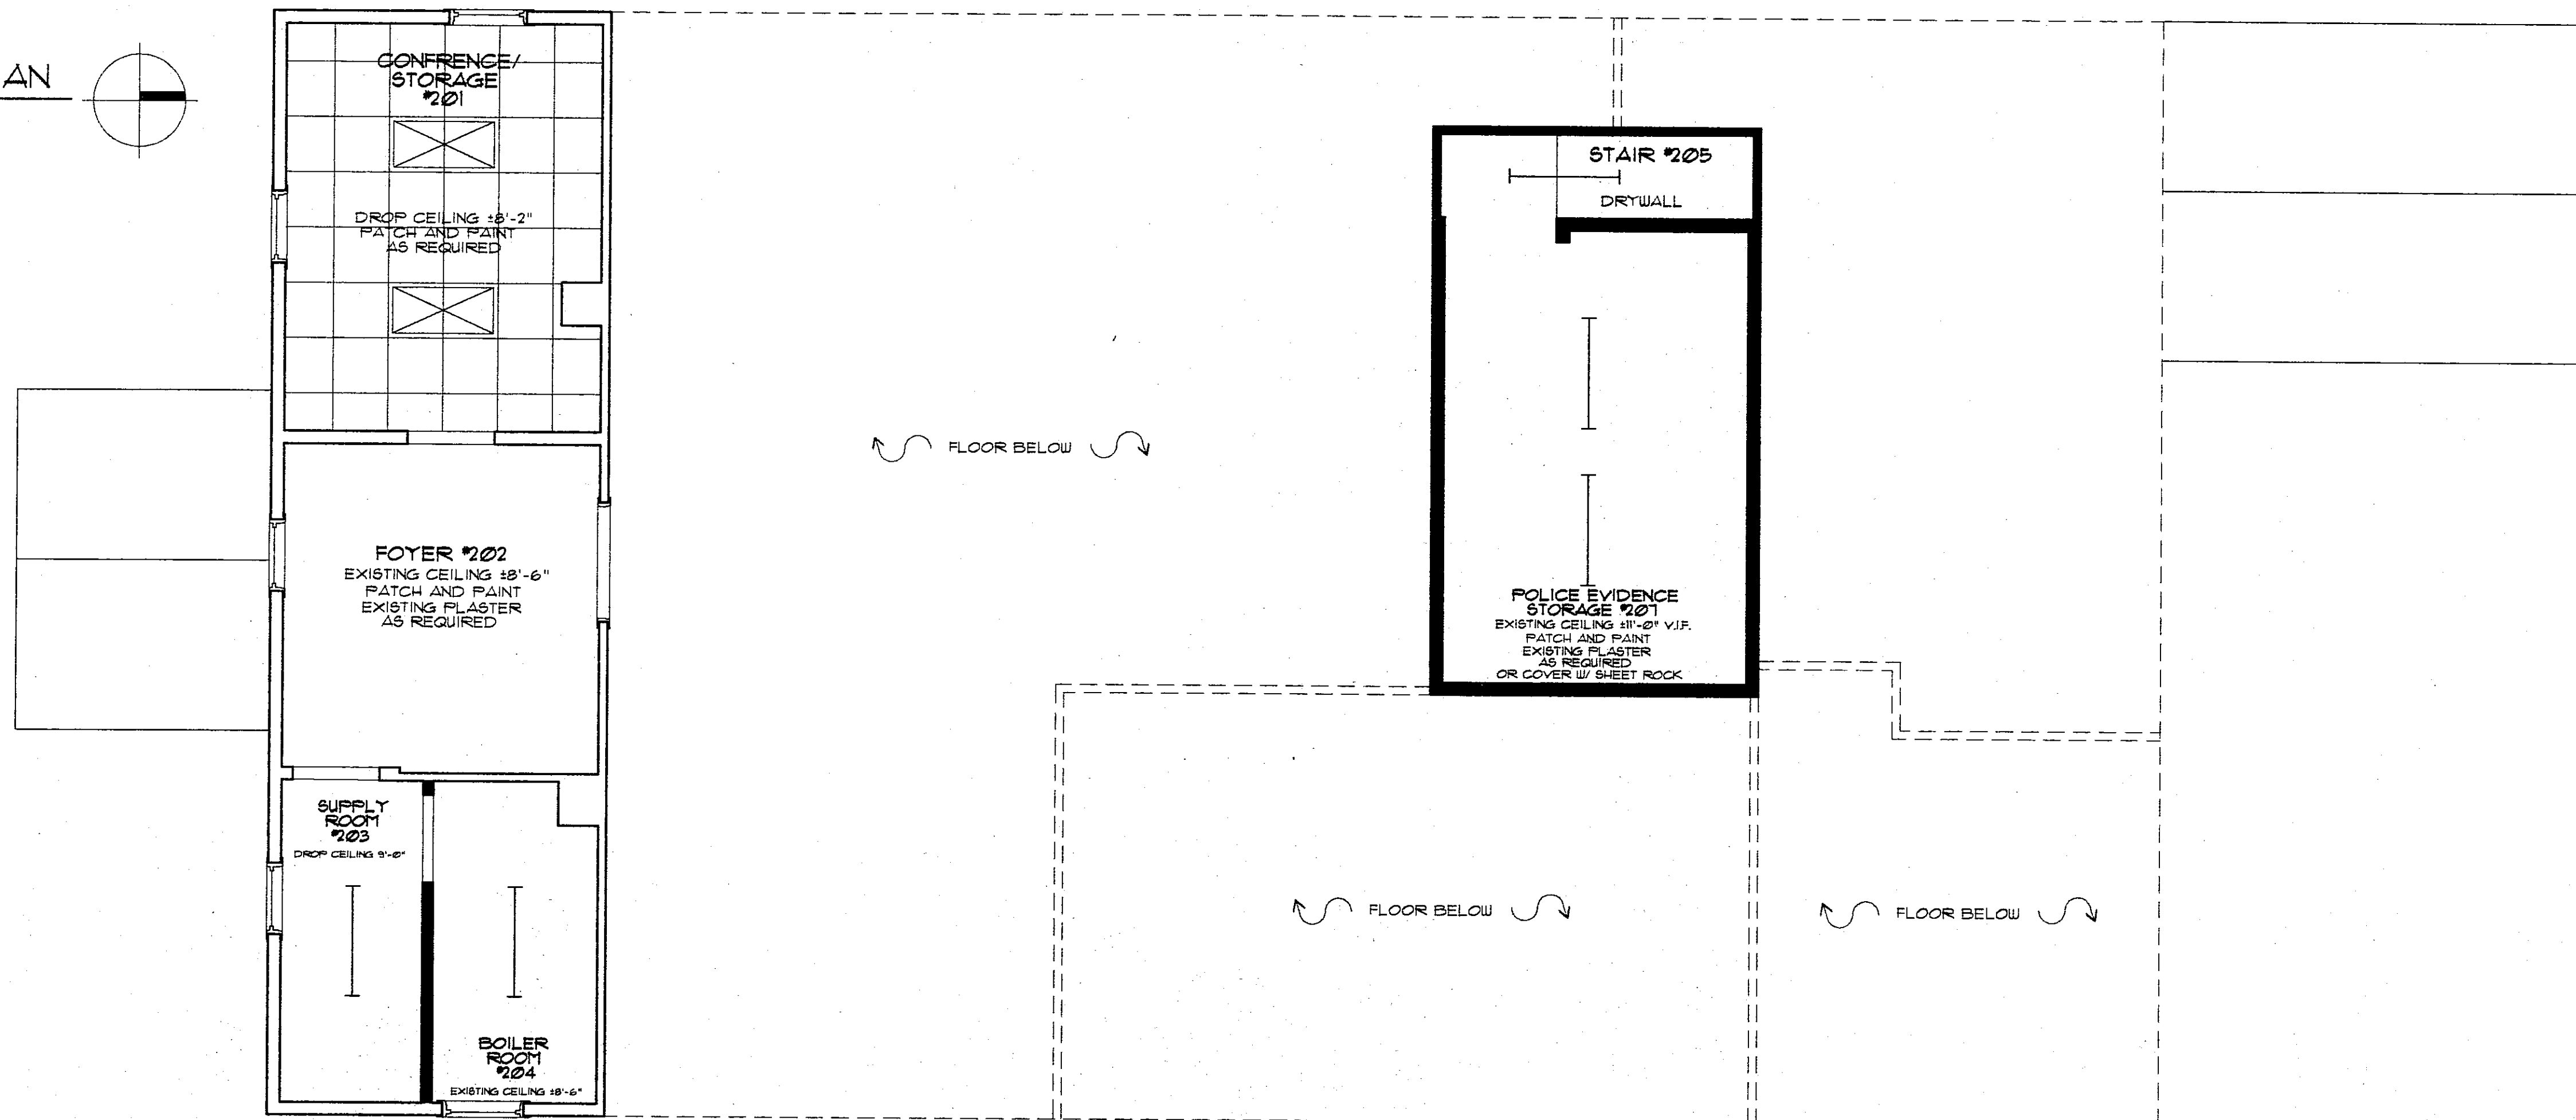 AN
CONFRENCE/
STORAGE
#201
DROP CEILING ±8'-2"
PATCH AND PAINT
AS REQUIRED
FOYER #202
EXISTING CEILING ±8'-6"
PATCH AND PAINT
EXISTING PLASTER
AS REQUIRED
SUPPLY
ROOM
#203
DROP CEILING 9'-0"
BOILER
ROOM
#204
EXISTING CEILING ±8'-6"
FLOOR BELOW
STAIR #205
DRYWALL
POLICE EVIDENCE
STORAGE #207
EXISTING CEILING ±11'-0" V.I.F.
PATCH AND PAINT
EXISTING PLASTER
AS REQUIRED
OR COVER W/ SHEET ROCK
FLOOR BELOW
FLOOR BELOW